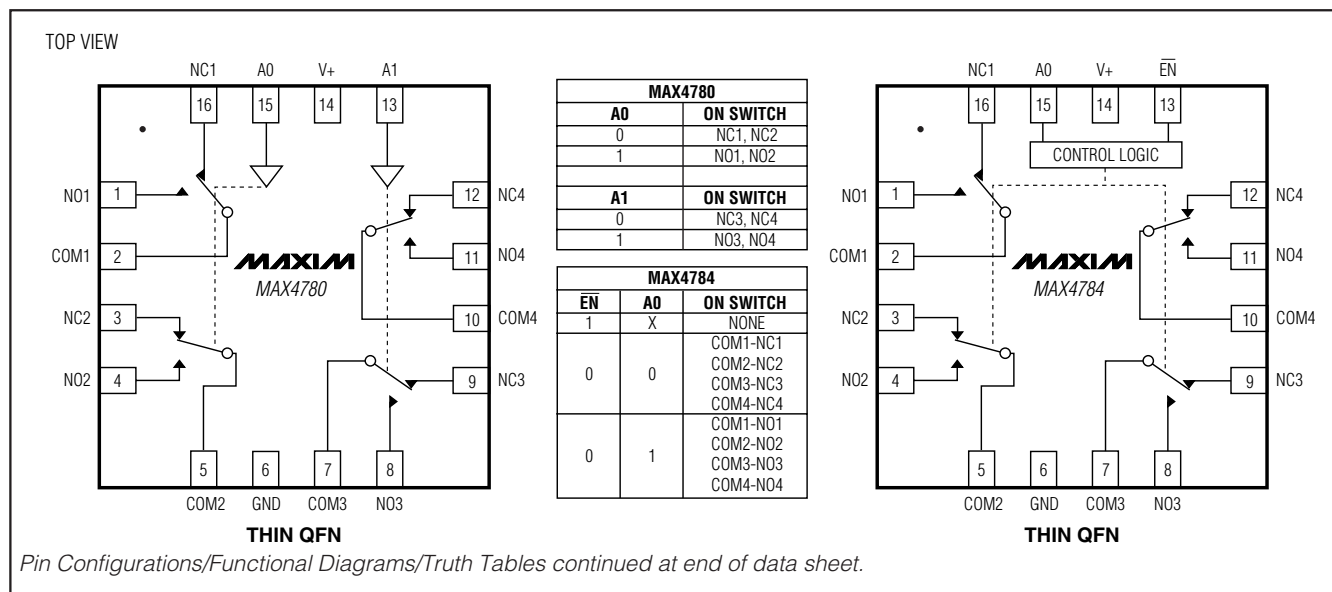 TOP VIEW
NC1 A0 V+ A1
16 15 14 13
NO1 1
COM1 2
NC2 3
NO2 4
12 NC4
11 NO4
10 COM4
9 NC3
MAXIM
MAX4780
5 6 7 8
COM2 GND COM3 NO3
THIN QFN
MAX4780
A0 ON SWITCH
0 NC1, NC2
1 NO1, NO2
A1 ON SWITCH
0 NC3, NC4
1 NO3, NO4
MAX4784
E̅N̅ A0 ON SWITCH
1 X NONE
0 0 COM1-NC1
COM2-NC2
COM3-NC3
COM4-NC4
0 1 COM1-NO1
COM2-NO2
COM3-NO3
COM4-NO4
NC1 A0 V+ E̅N̅
16 15 14 13
CONTROL LOGIC
NO1 1
COM1 2
NC2 3
NO2 4
12 NC4
11 NO4
10 COM4
9 NC3
MAXIM
MAX4784
5 6 7 8
COM2 GND COM3 NO3
THIN QFN
Pin Configurations/Functional Diagrams/Truth Tables continued at end of data sheet.